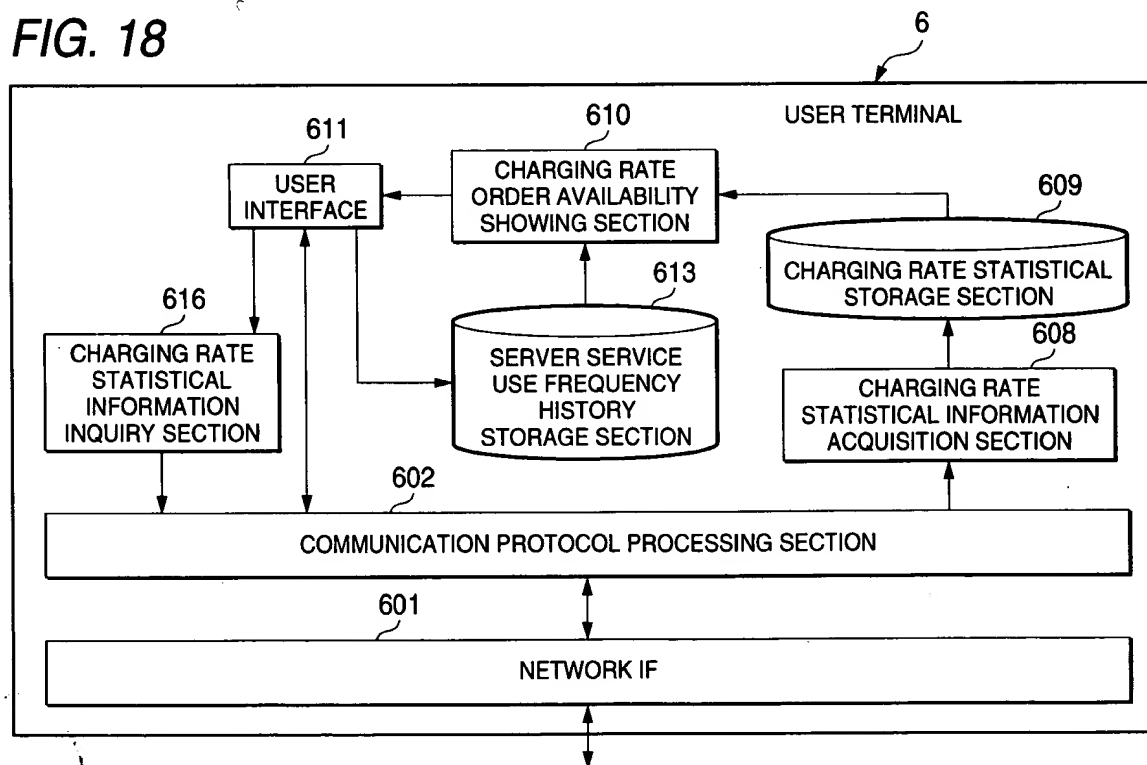 FIG. 18
6
USER TERMINAL
611
USER
INTERFACE
610
CHARGING RATE
ORDER AVAILABILITY
SHOWING SECTION
609
CHARGING RATE STATISTICAL
STORAGE SECTION
616
CHARGING RATE
STATISTICAL
INFORMATION
INQUIRY SECTION
613
SERVER SERVICE
USE FREQUENCY
HISTORY
STORAGE SECTION
608
CHARGING RATE
STATISTICAL INFORMATION
ACQUISITION SECTION
602
COMMUNICATION PROTOCOL PROCESSING SECTION
601
NETWORK IF